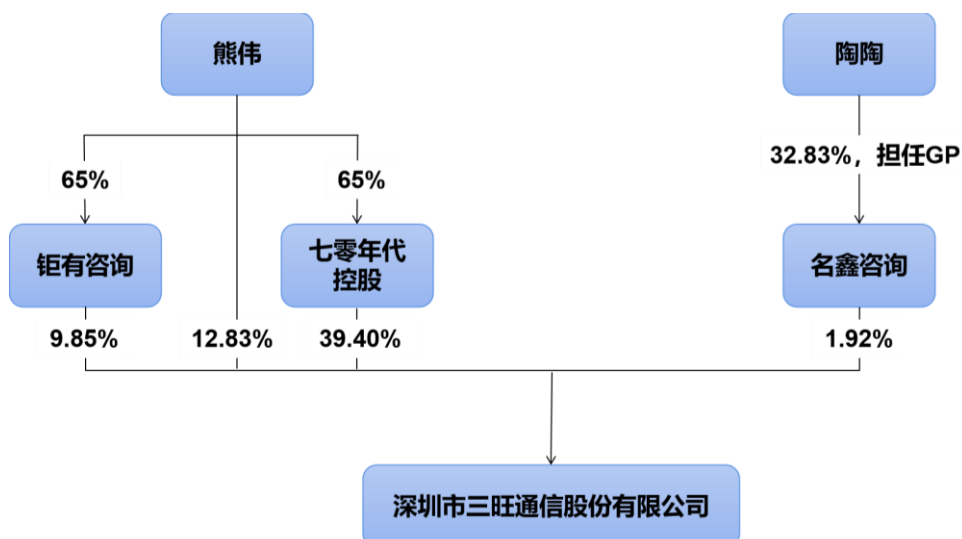 熊伟
陶陶
32.83%，担任GP
65%
65%
钜有咨询
七零年代
控股
名鑫咨询
9.85%
12.83%
39.40%
1.92%
深圳市三旺通信股份有限公司